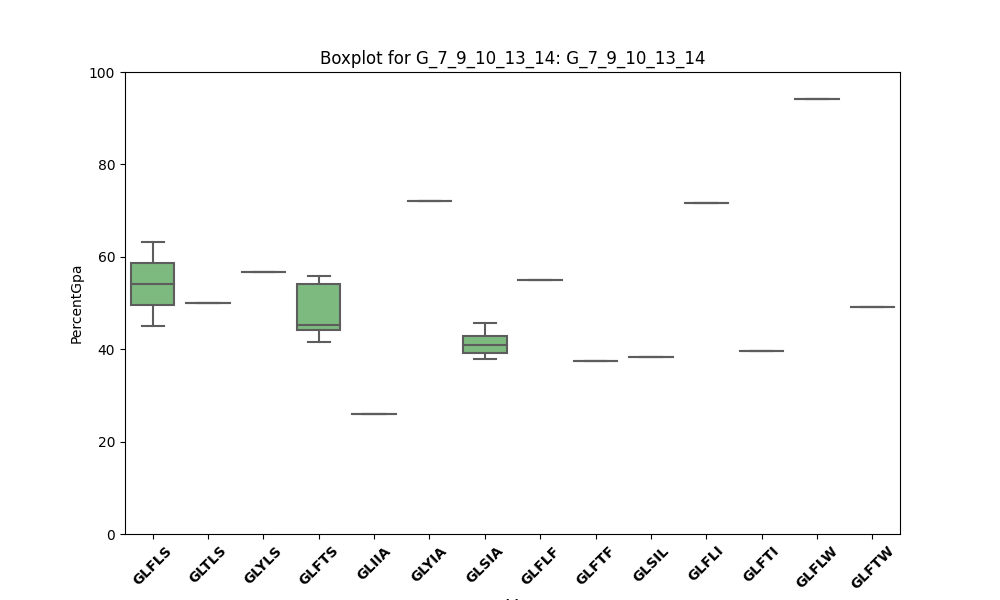 Boxplot for G_7_9_10_13_14: G_7_9_10_13_14
100
80
60
40
20
0
PercentGpa
GLFLS
GLTLS
GLYLS
GLFTS
GLIIA
GLYIA
GLSIA
GLFLF
GLFTF
GLSIL
GLFLI
GLFTI
GLFLW
GLFTW